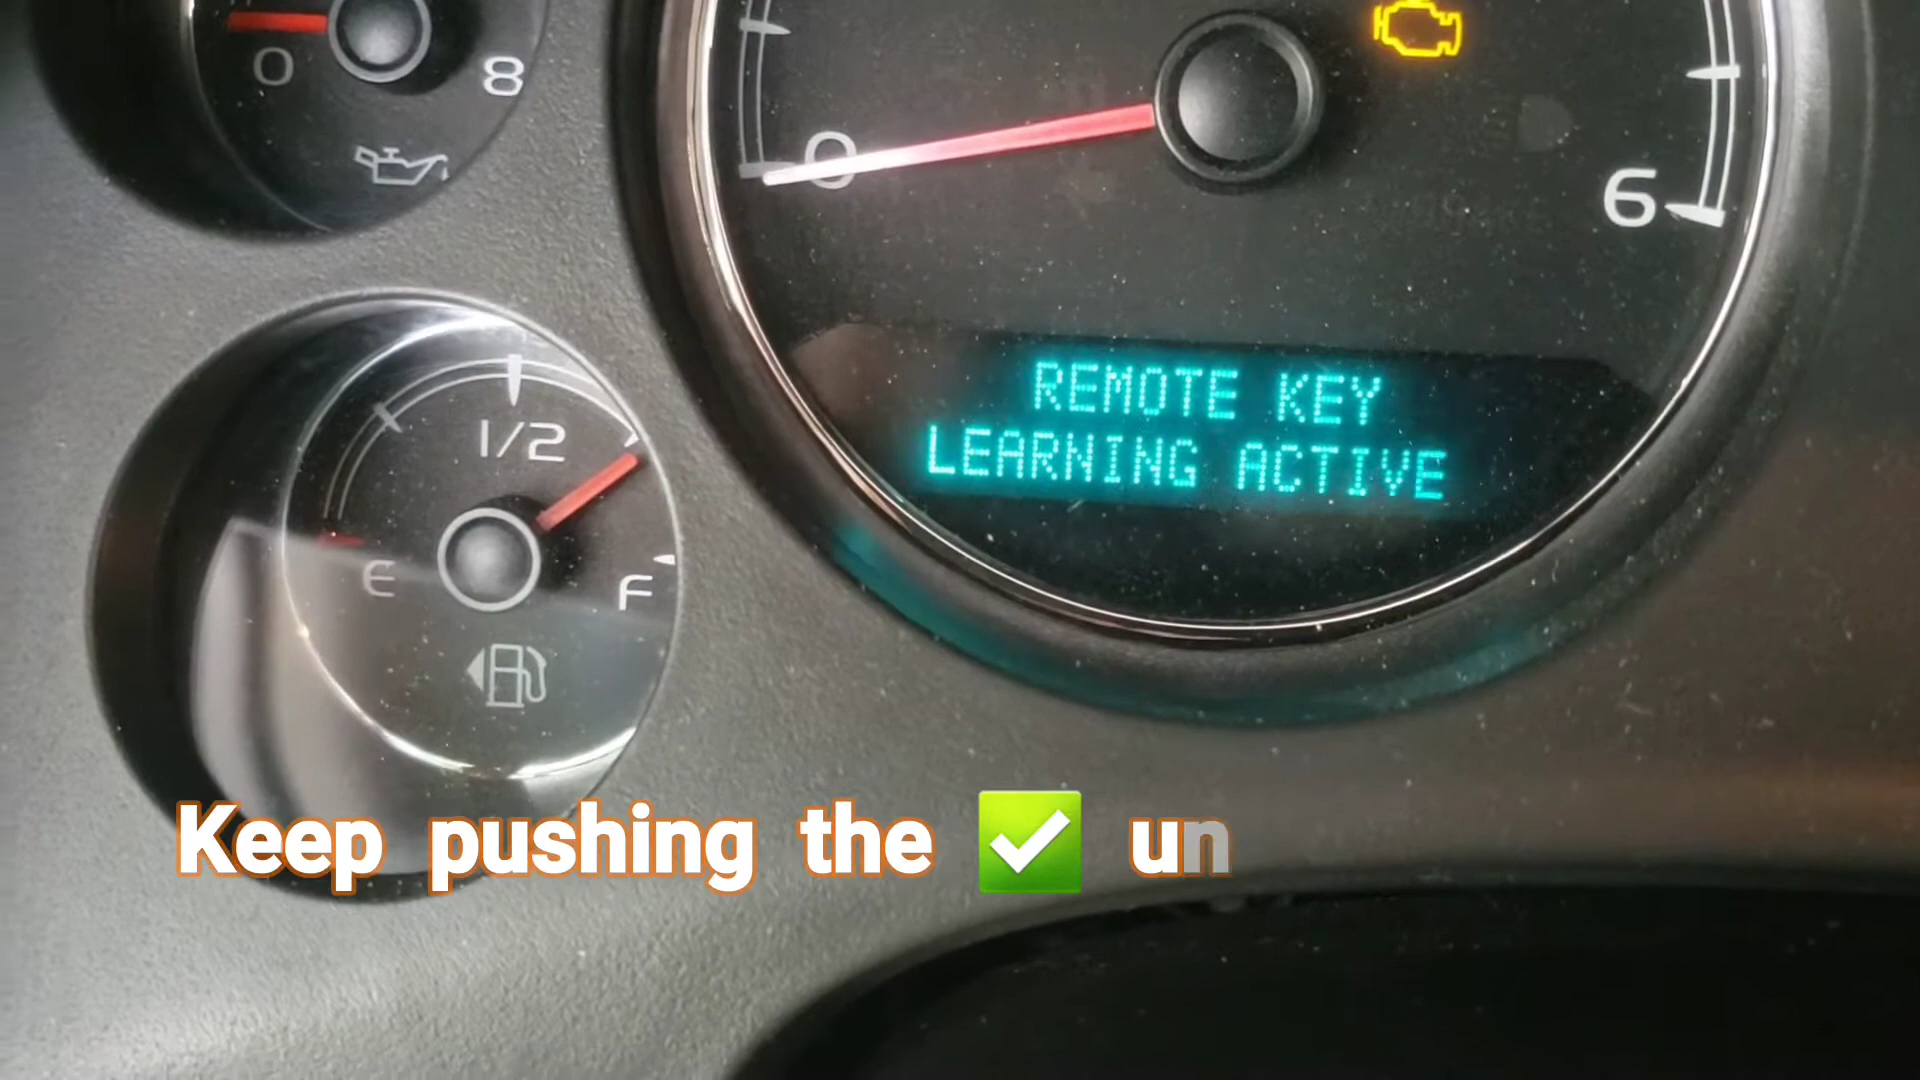 0
8
0
6
REMOTE KEY
LEARNING ACTIVE
1/2
E
F
Keep pushing the ✅ un